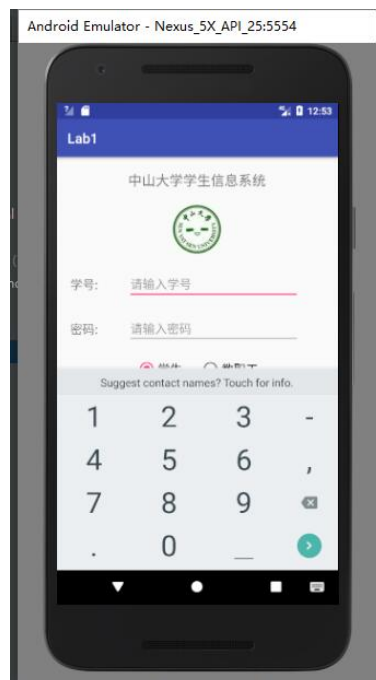 Android Emulator - Nexus_5X_API_25:5554
12:53
Lab1
中山大学学生信息系统
学号: 请输入学号
密码: 请输入密码
Suggest contact names? Touch for info.
1 2 3 -
4 5 6 ,
7 8 9
. 0 _